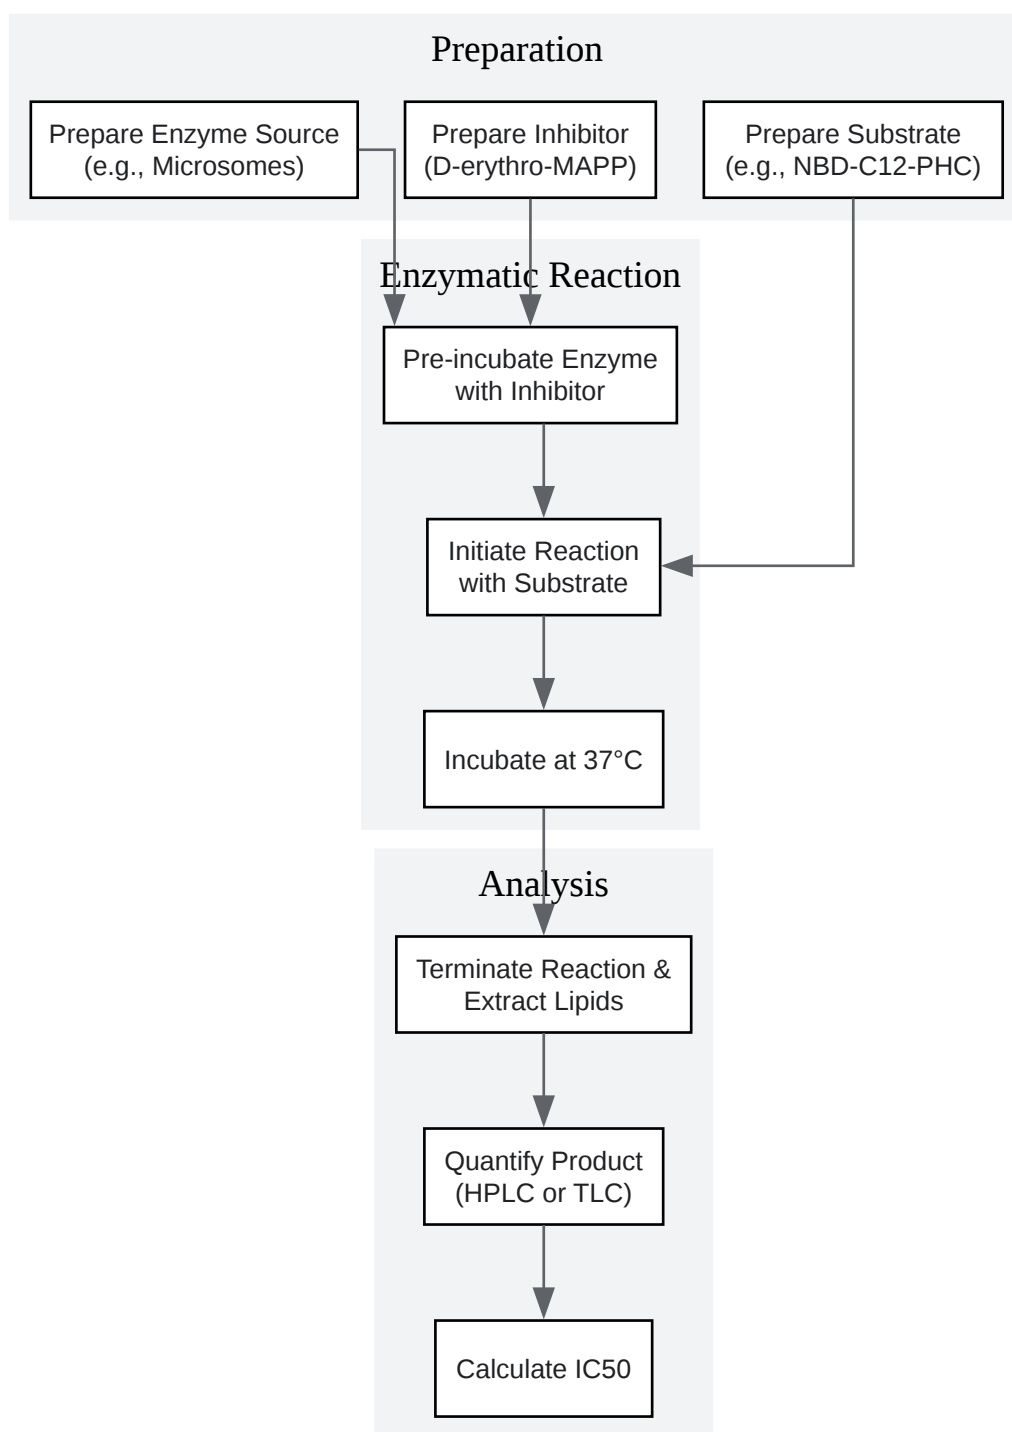 Preparation
Prepare Enzyme Source
(e.g., Microsomes)
Prepare Inhibitor
(D-erythro-MAPP)
Prepare Substrate
(e.g., NBD-C12-PHC)
Enzymatic Reaction
Pre-incubate Enzyme
with Inhibitor
Initiate Reaction
with Substrate
Incubate at 37°C
Analysis
Terminate Reaction &
Extract Lipids
Quantify Product
(HPLC or TLC)
Calculate IC50